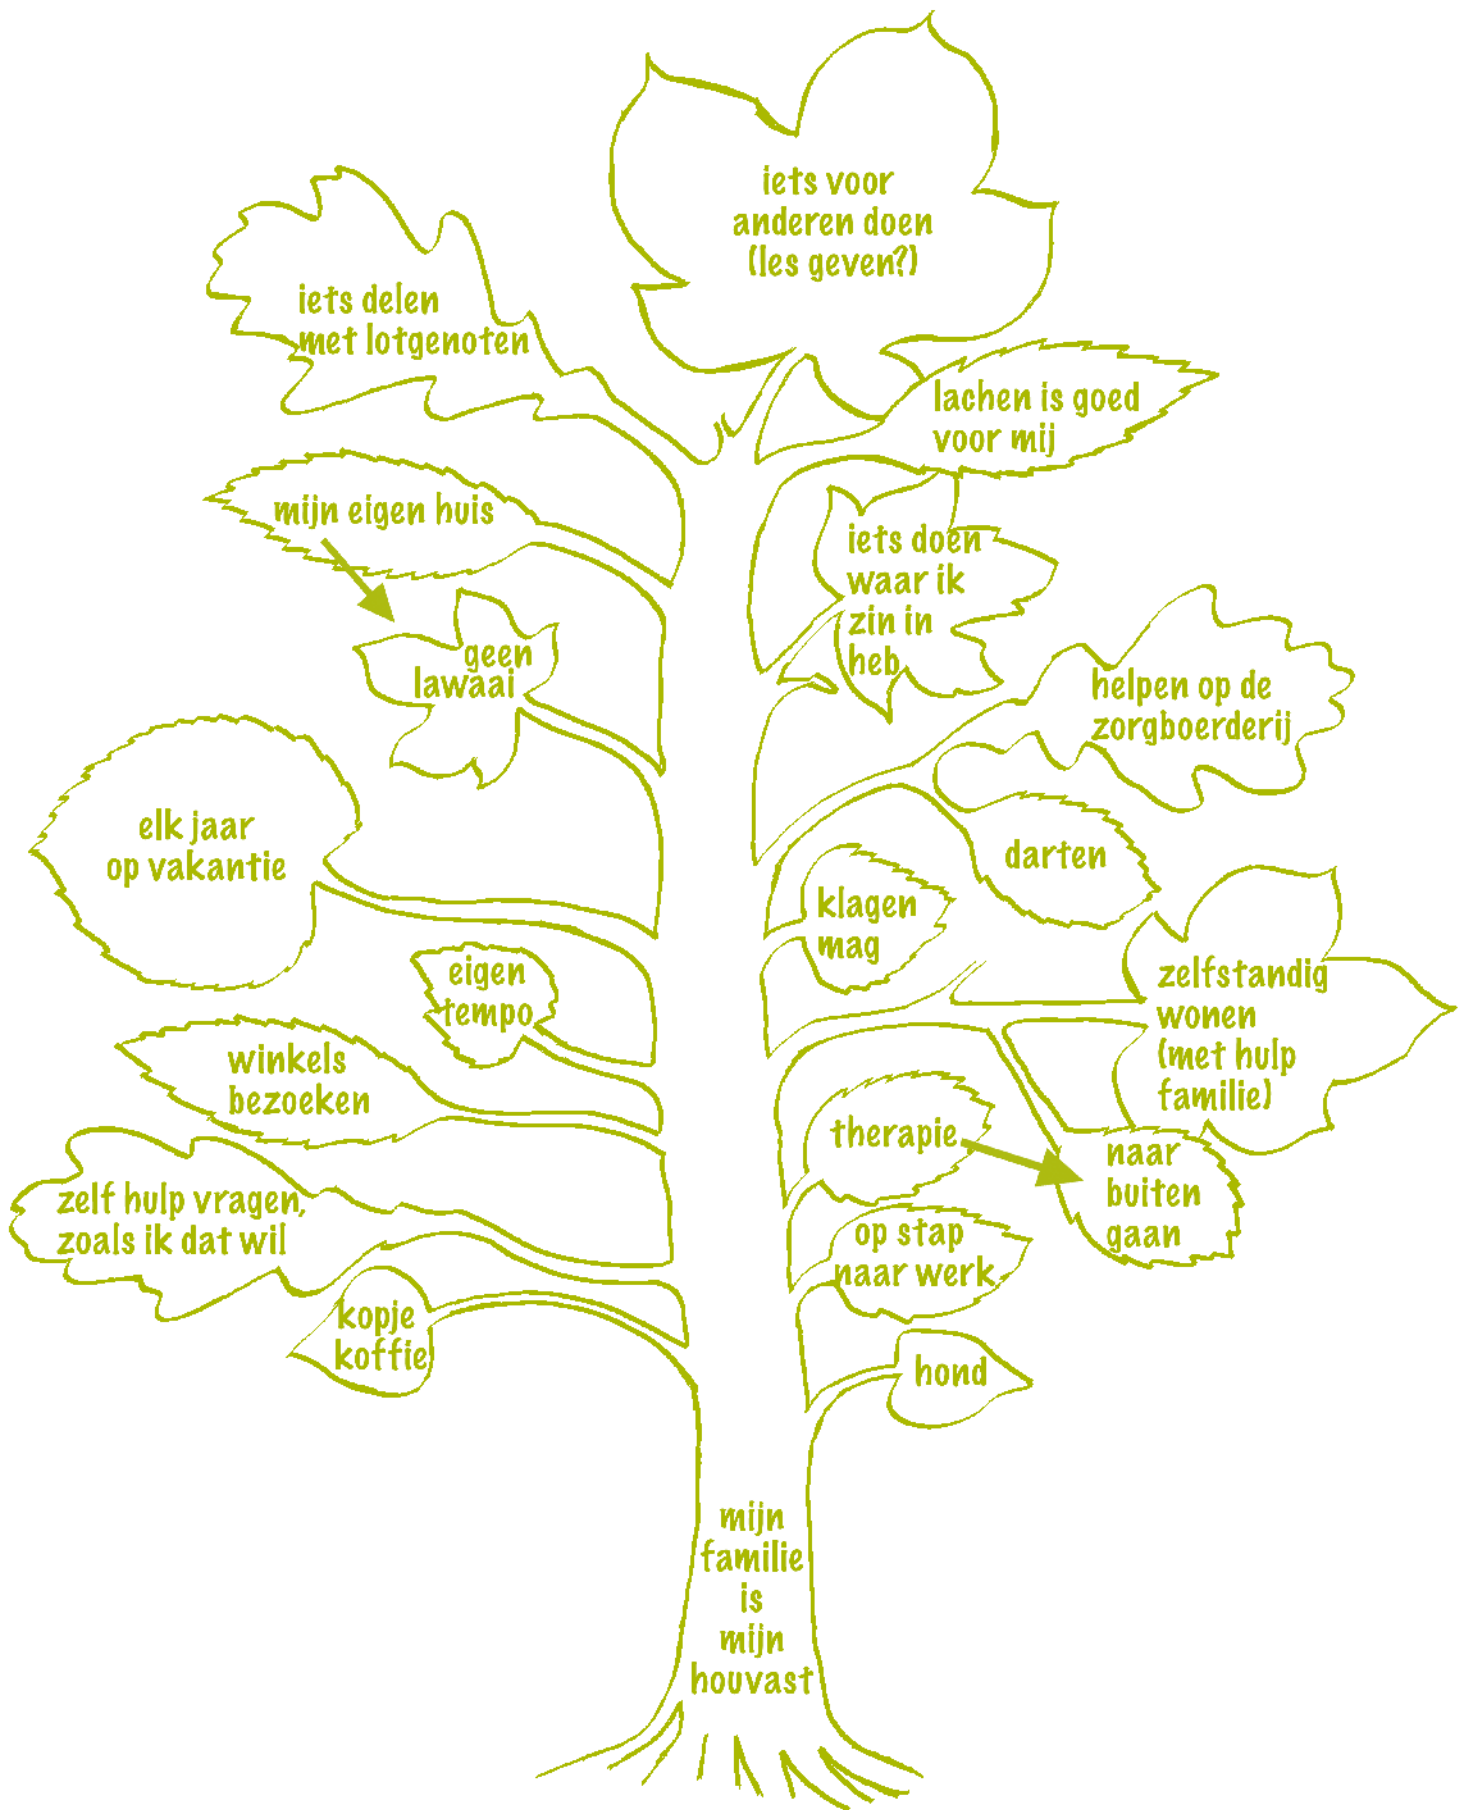 iets voor
anderen doen
(les geven?)
iets delen
met lotgenoten
lachen is goed
voor mij
mijn eigen huis
iets doen
waar ik
zin in
heb
geen
lawaai
helpen op de
zorgboerderij
elk jaar
op vakantie
darten
klagen
mag
eigen
tempo
zelfstandig
wonen
(met hulp
familie)
winkels
bezoeken
therapie
naar
buiten
gaan
zelf hulp vragen,
zoals ik dat wil
op stap
naar werk
kopje
koffie
hond
mijn
familie
is
mijn
houvast